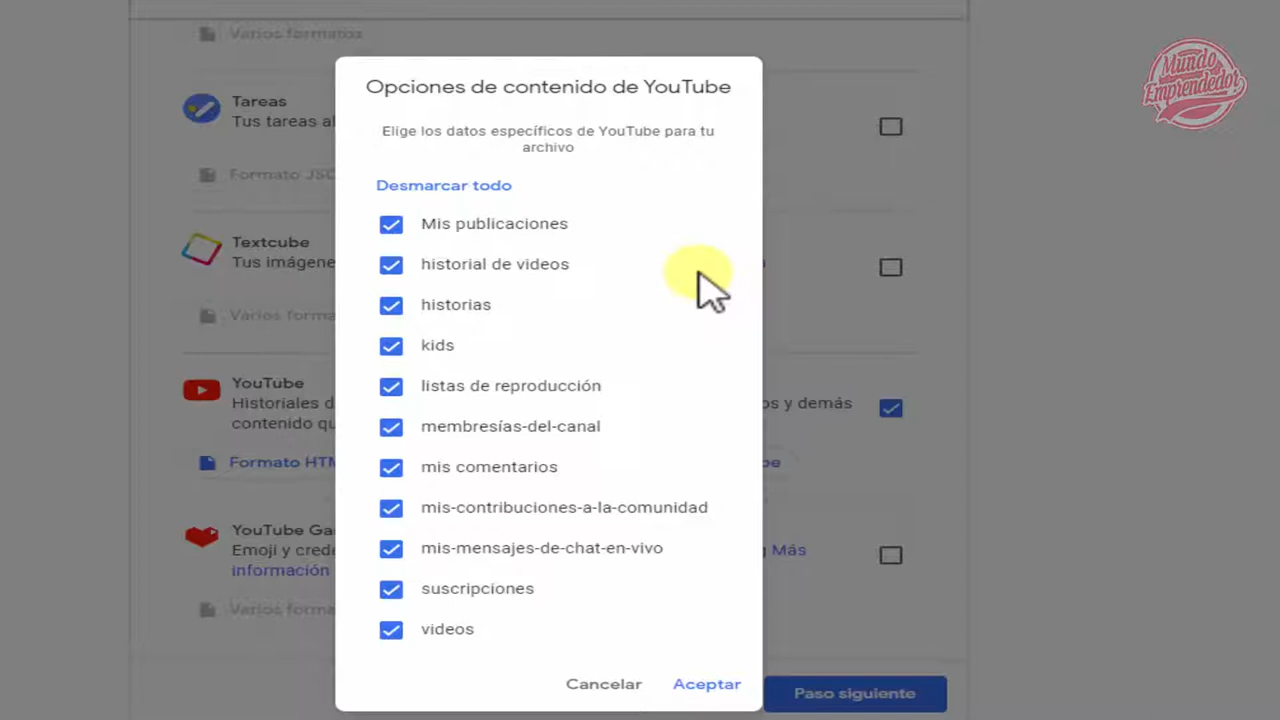 Varios formatos
Mundo
Emprendedor
Opciones de contenido de YouTube
Elige los datos específicos de YouTube para tu
archivo
Desmarcar todo
Mis publicaciones
historial de videos
historias
kids
listas de reproducción
membresías-del-canal
mis comentarios
mis-contribuciones-a-la-comunidad
mis-mensajes-de-chat-en-vivo
suscripciones
videos
Cancelar
Aceptar
Tareas
Tus tareas al
Formato JSO
Textcube
Tus imágene
Varios forma
YouTube
Historiales d
os y demás
contenido qu
Formato HTM
be
YouTube Ga
Emoji y crede
g Más
información
Varios forma
Paso siguiente